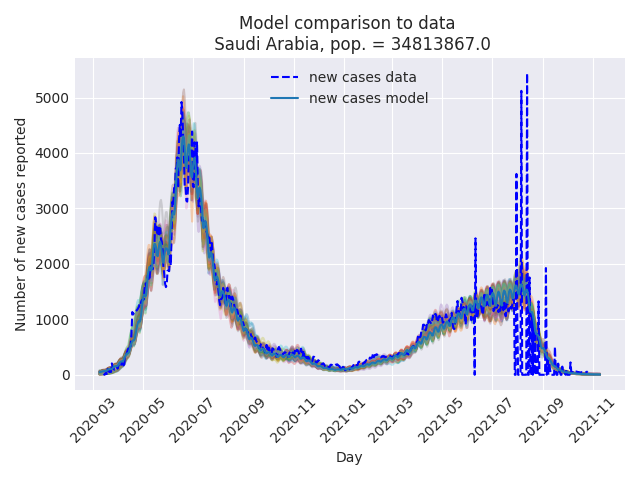 Model comparison to data
Saudi Arabia, pop. = 34813867.0
new cases data
new cases model
Number of new cases reported
5000
4000
3000
2000
1000
0
2020-03
2020-05
2020-07
2020-09
2020-11
2021-01
2021-03
2021-05
2021-07
2021-09
2021-11
Day